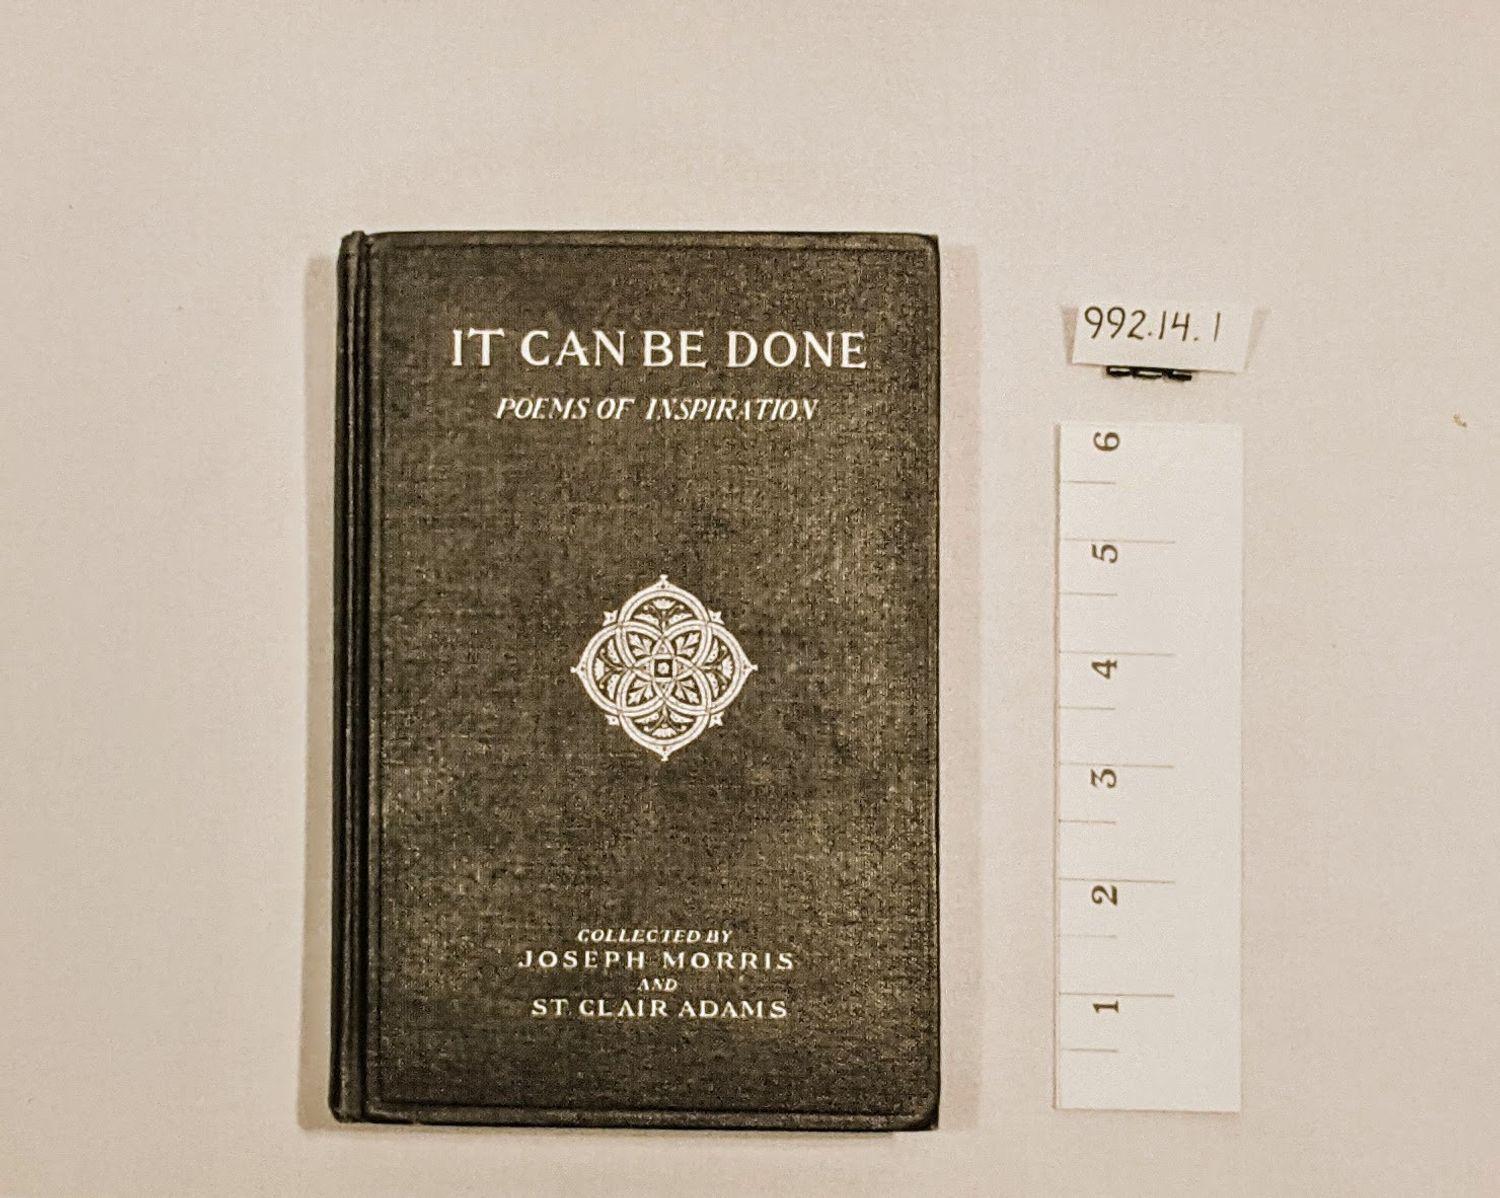 IT CAN BE DONE
POEMS OF INSPIRATION
COLLECTED BY
JOSEPH MORRIS
AND
ST. CLAIR ADAMS
992.14.1
6
5
4
3
2
1